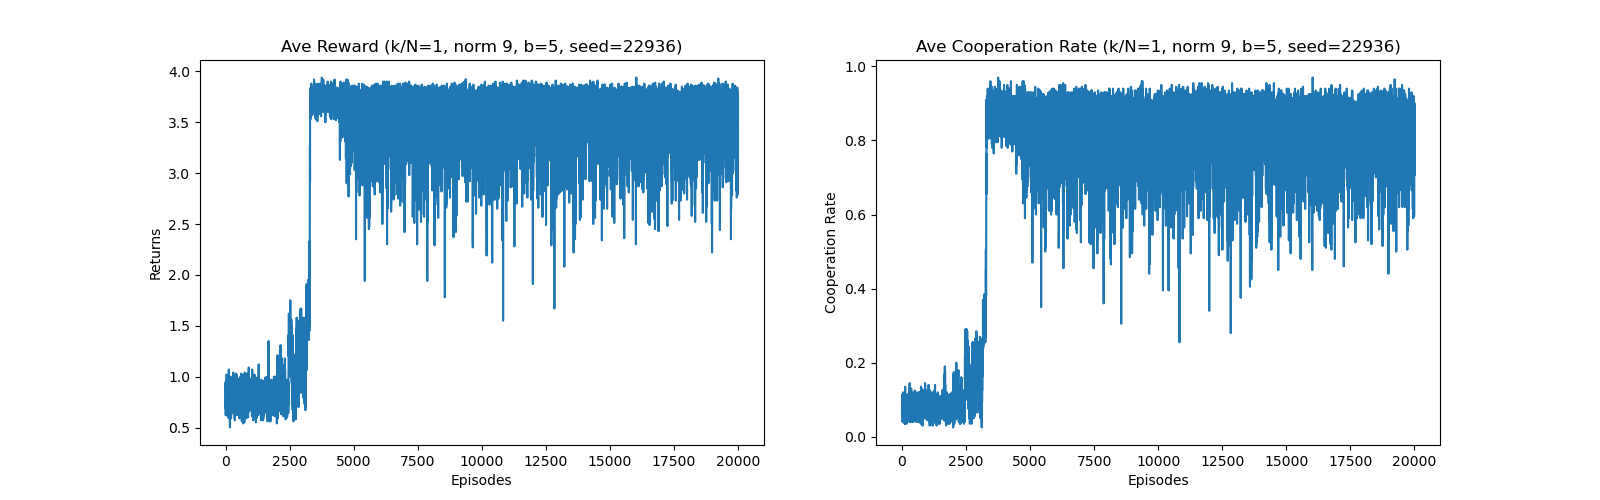 Ave Reward (k/N=1, norm 9, b=5, seed=22936)
4.0
3.5
3.0
2.5
2.0
1.5
1.0
0.5
Returns
0 2500 5000 7500 10000 12500 15000 17500 20000
Episodes
Ave Cooperation Rate (k/N=1, norm 9, b=5, seed=22936)
1.0
0.8
0.6
0.4
0.2
0.0
Cooperation Rate
0 2500 5000 7500 10000 12500 15000 17500 20000
Episodes